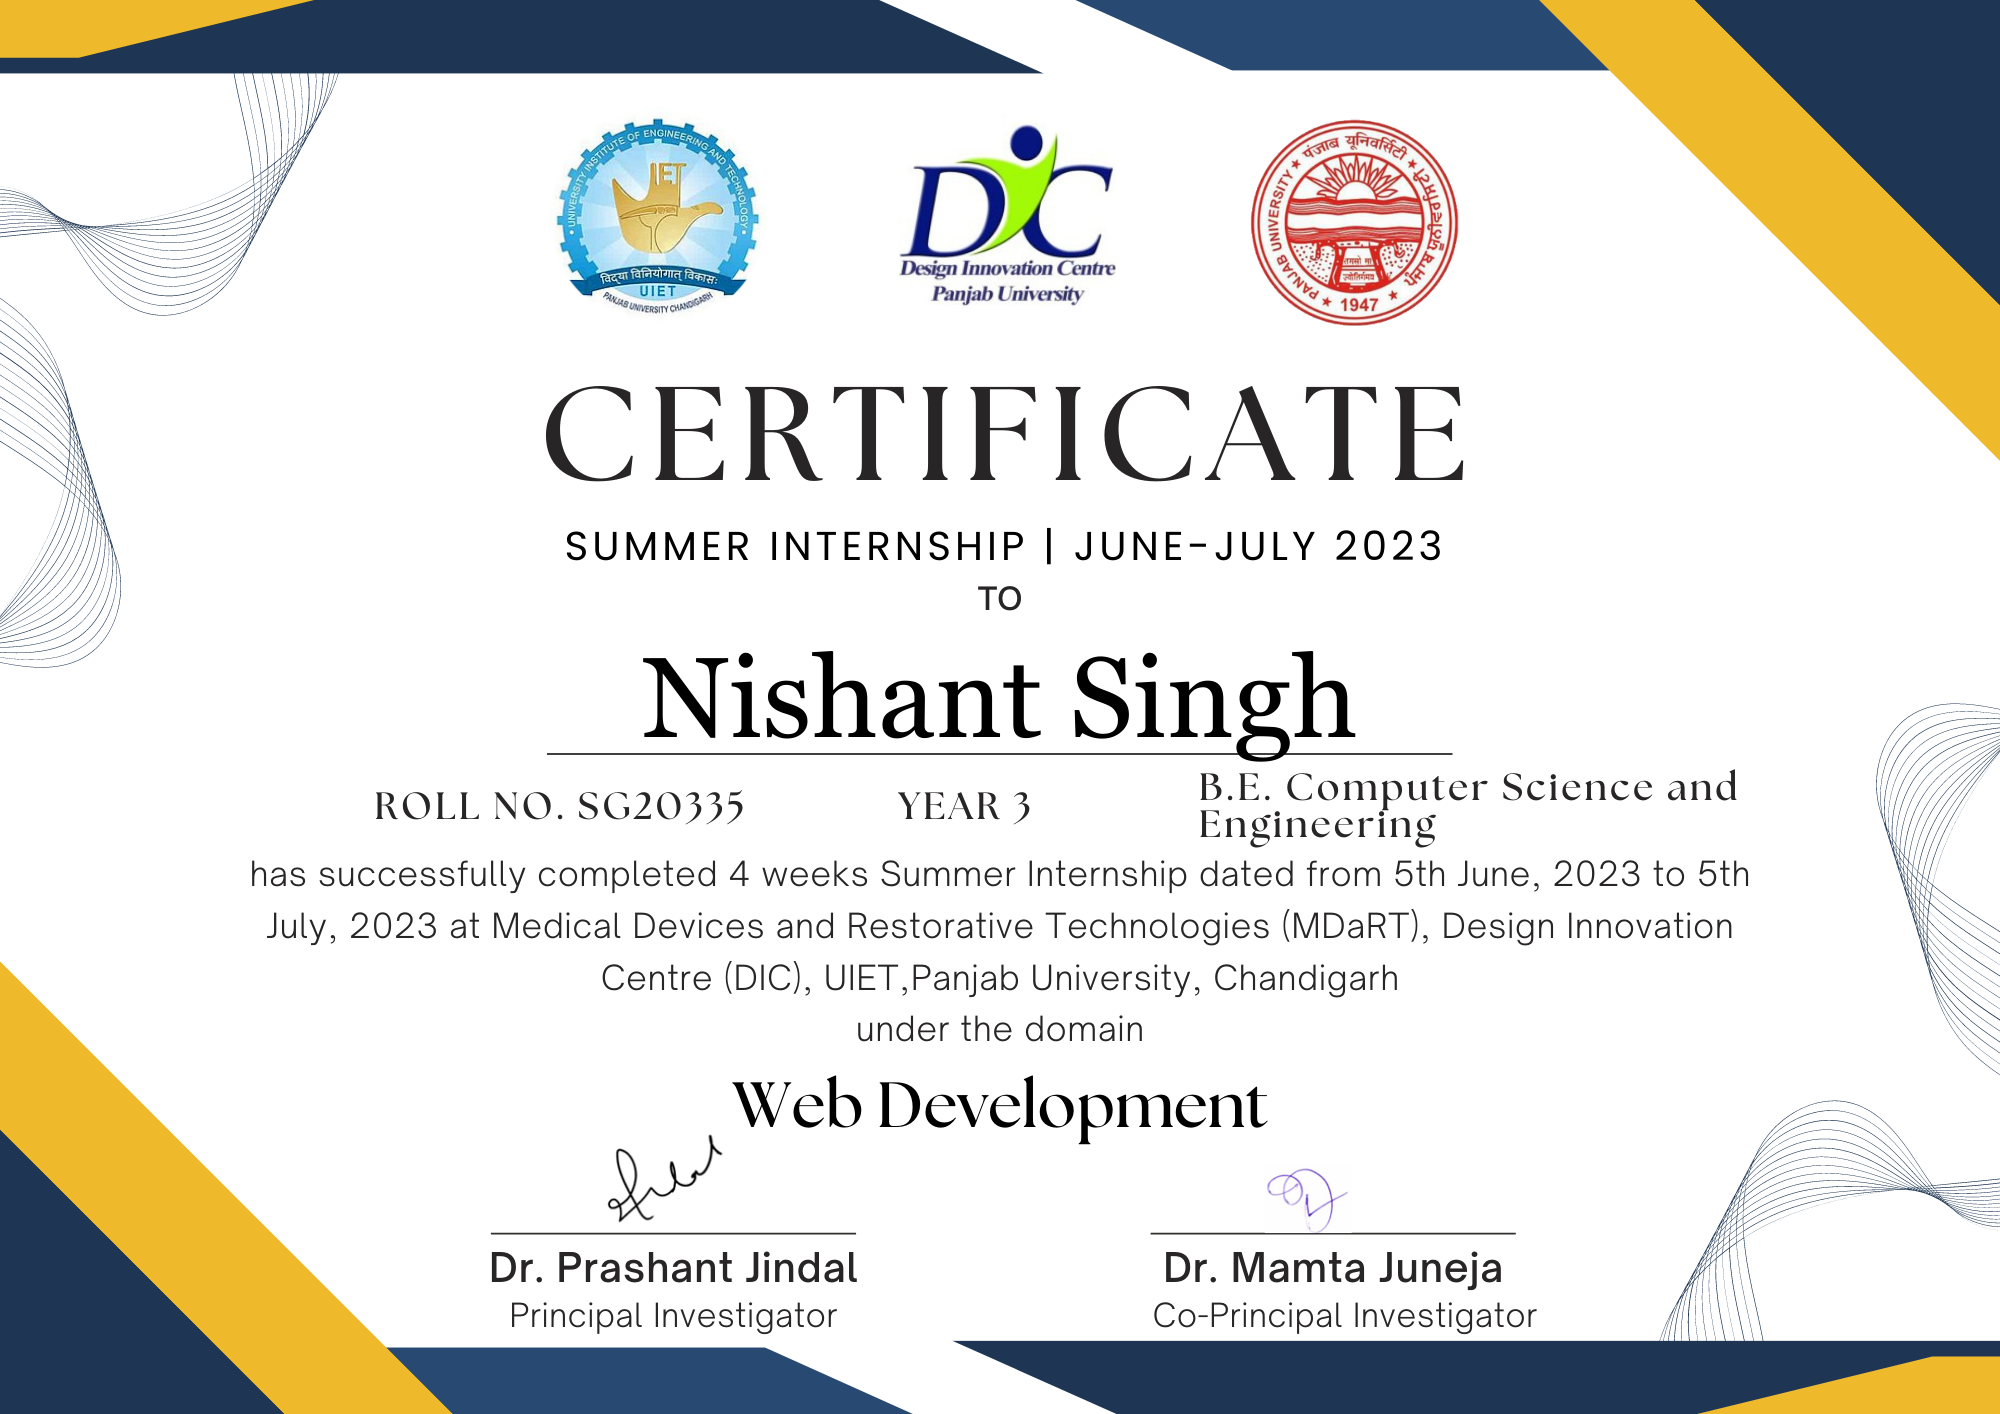 UNIVERSITY INSTITUTE OF ENGINEERING AND TECHNOLOGY
IET
विद्या विनियोगात् विकासः
UIET
PANJAB UNIVERSITY CHANDIGARH
DIC
Design Innovation Centre
Panjab University
पंजाब यूनिवर्सिटी
ਪੰਜਾਬ ਯੂਨੀਵਰਸਿਟੀ
PANJAB UNIVERSITY
तमसो मा
ज्योतिर्गमय
1947
CERTIFICATE
SUMMER INTERNSHIP | JUNE-JULY 2023
TO
Nishant Singh
ROLL NO. SG20335 YEAR 3 B.E. Computer Science and
Engineering
has successfully completed 4 weeks Summer Internship dated from 5th June, 2023 to 5th
July, 2023 at Medical Devices and Restorative Technologies (MDaRT), Design Innovation
Centre (DIC), UIET,Panjab University, Chandigarh
under the domain
Web Development
Dr. Prashant Jindal
Principal Investigator
Dr. Mamta Juneja
Co-Principal Investigator